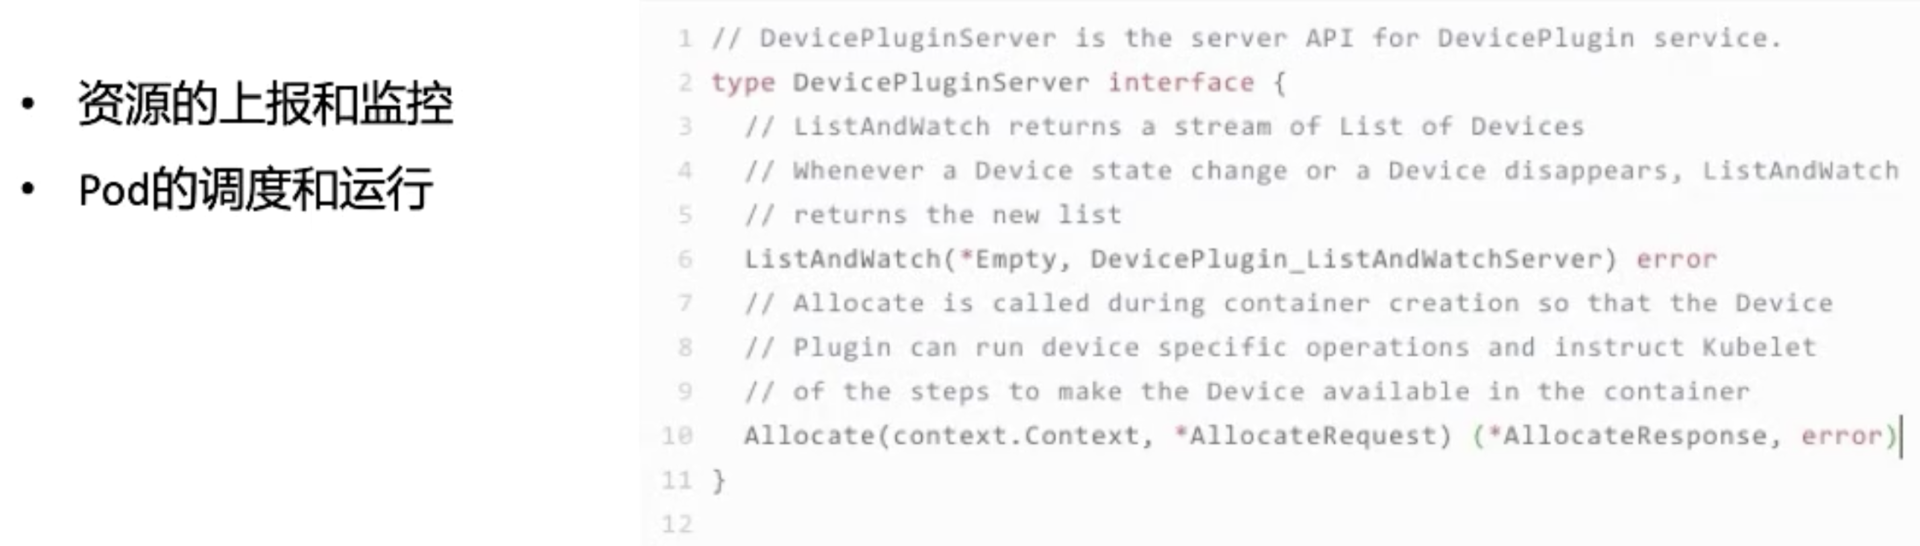 • 资源的上报和监控
• Pod的调度和运行
1 // DevicePluginServer is the server API for DevicePlugin service.
2 type DevicePluginServer interface {
3   // ListAndWatch returns a stream of List of Devices
4   // Whenever a Device state change or a Device disappears, ListAndWatch
5   // returns the new list
6   ListAndWatch(*Empty, DevicePlugin_ListAndWatchServer) error
7   // Allocate is called during container creation so that the Device
8   // Plugin can run device specific operations and instruct Kubelet
9   // of the steps to make the Device available in the container
10   Allocate(context.Context, *AllocateRequest) (*AllocateResponse, error)
11 }
12